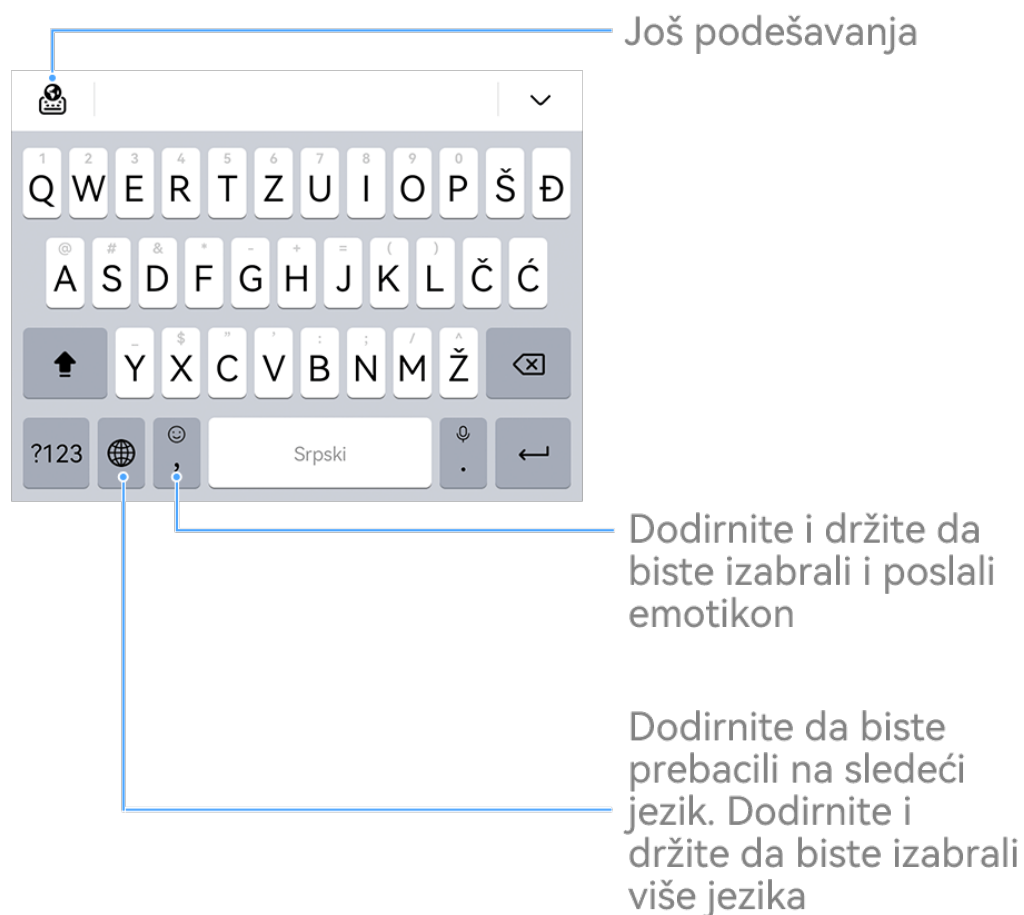 Još podešavanja
1 2 3 4 5 6 7 8 9 0
Q W E R T Z U I O P Š Đ
@ # & * - + = ( )
A S D F G H J K L Č Ć
_ $ " ' : ; / ^
Y X C V B N M Ž
?123 , Srpski .
Dodirnite i držite da
biste izabrali i poslali
emotikon
Dodirnite da biste
prebacili na sledeći
jezik. Dodirnite i
držite da biste izabrali
više jezika